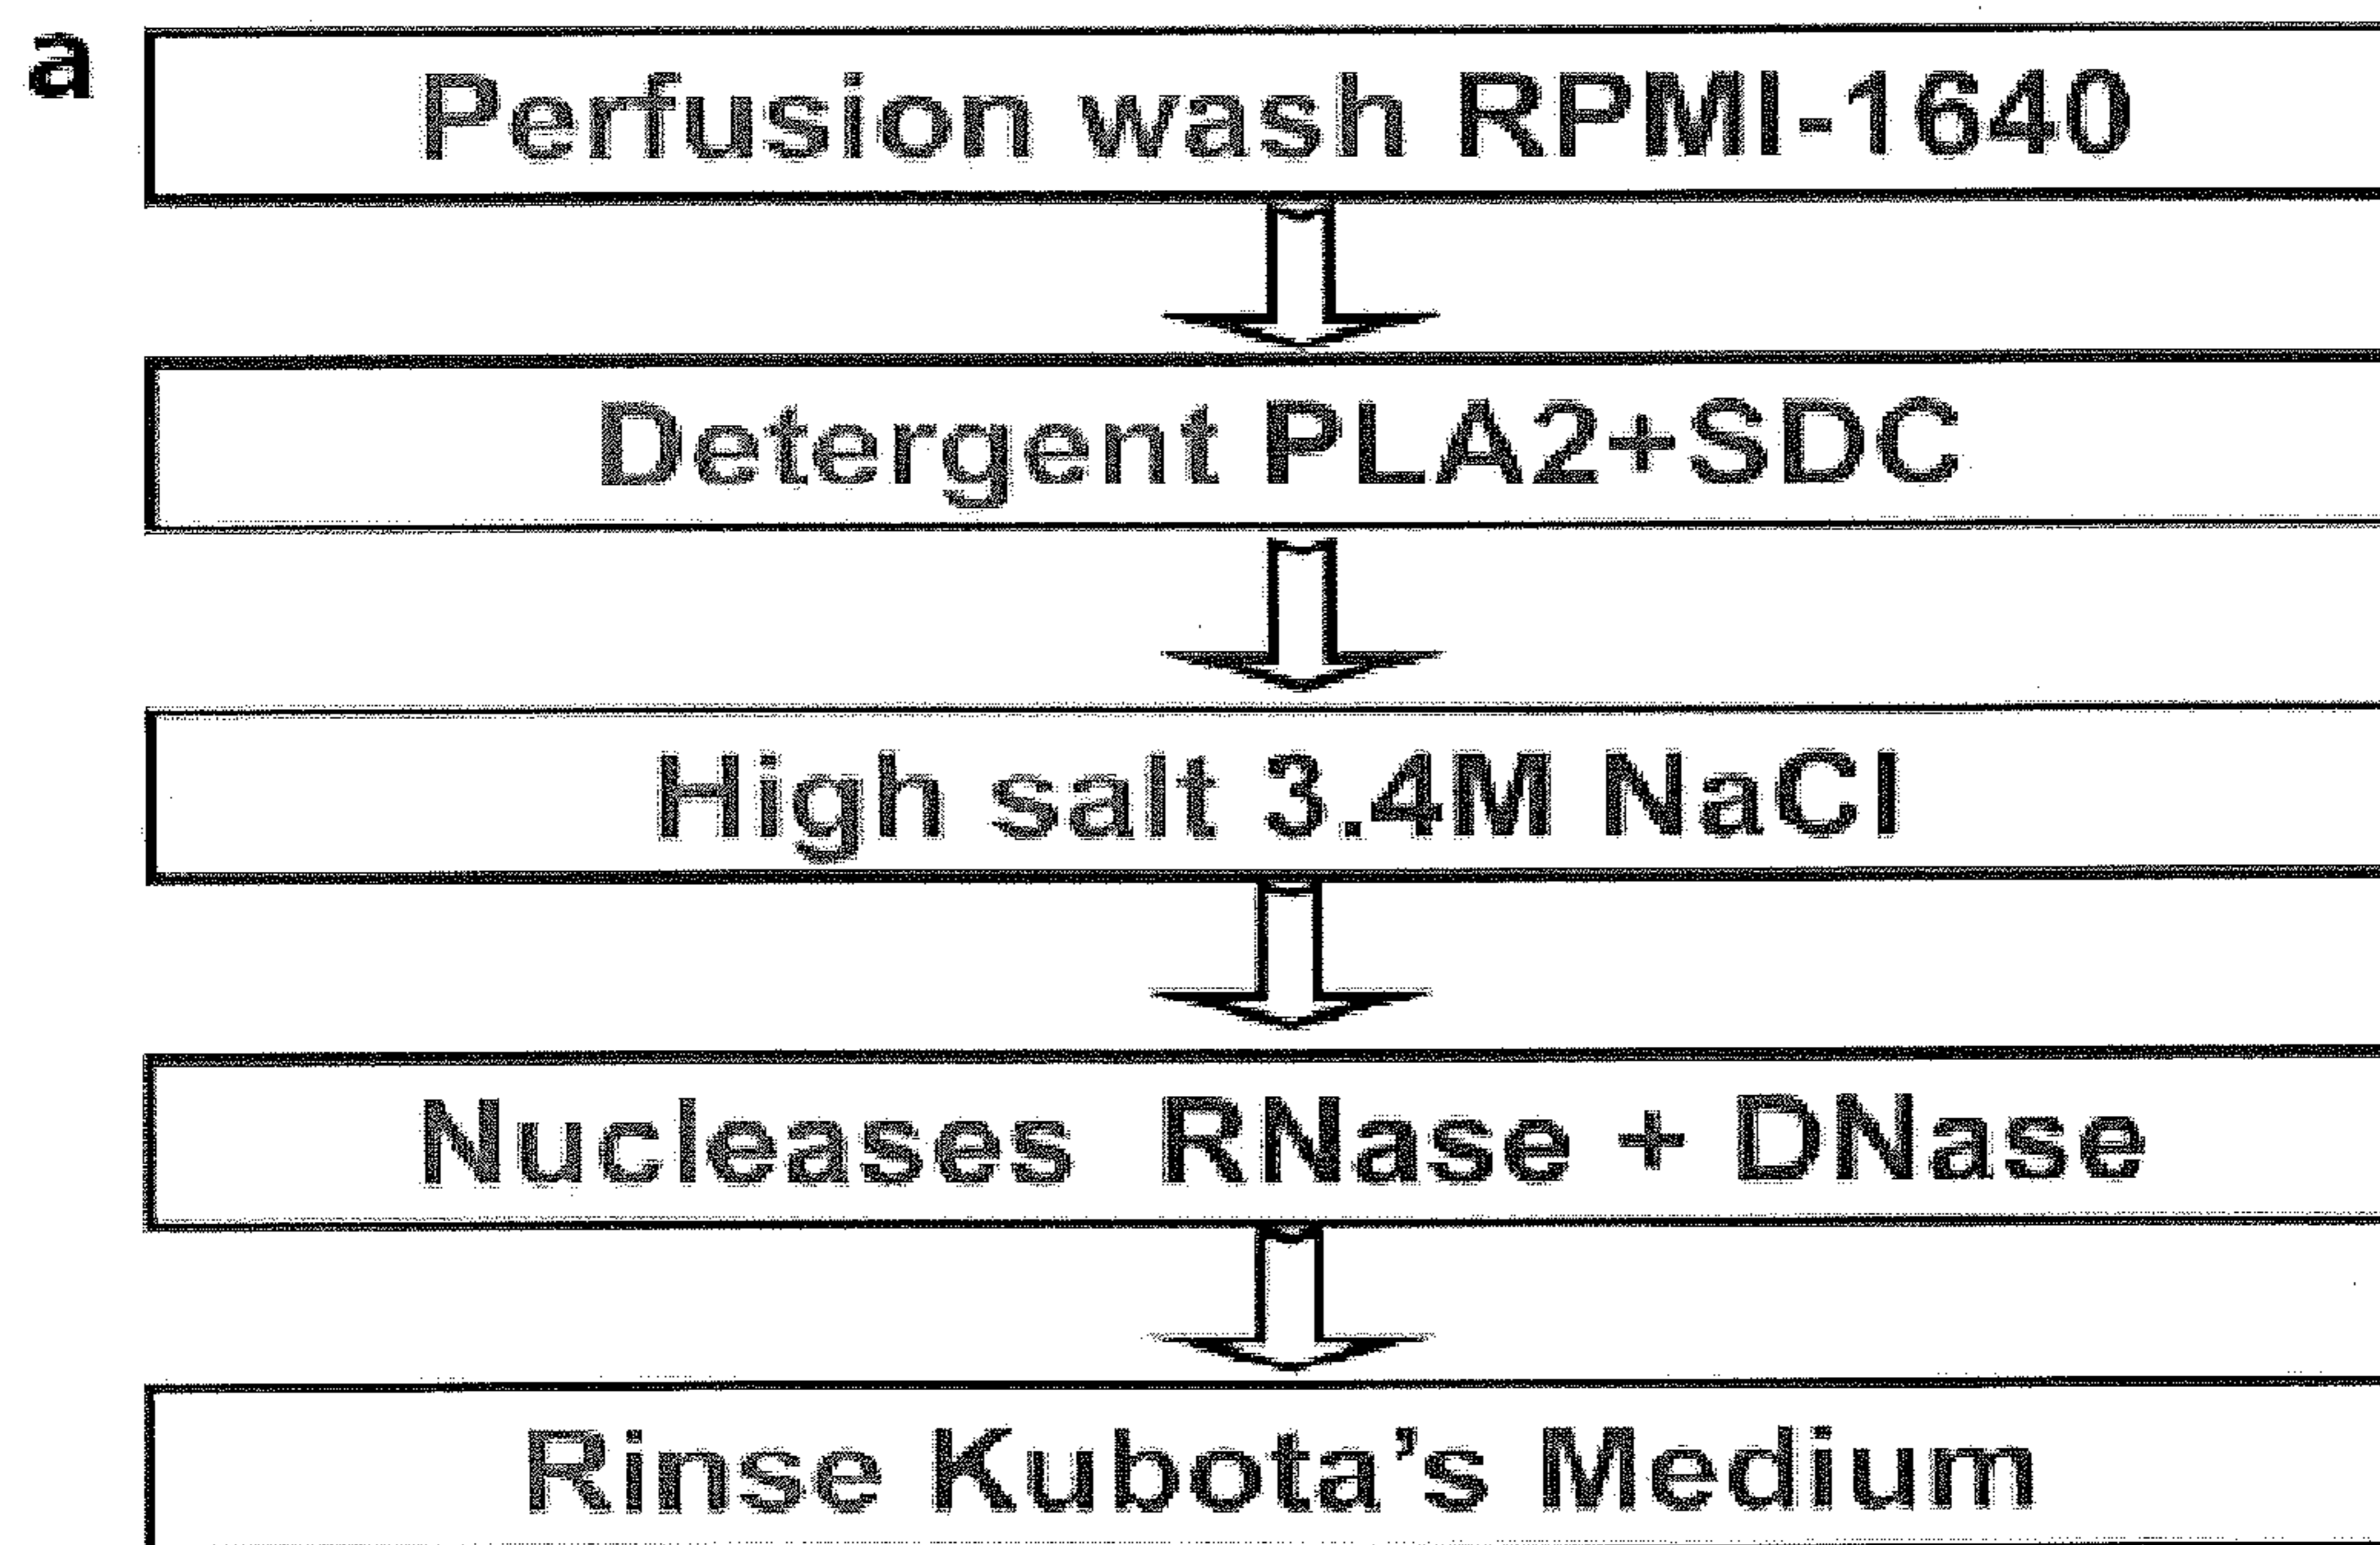 a
Perfusion wash RPMI-1640
Detergent PLA2+SDC
High salt 3.4M NaCl
Nucleases RNase + DNase
Rinse Kubota’s Medium